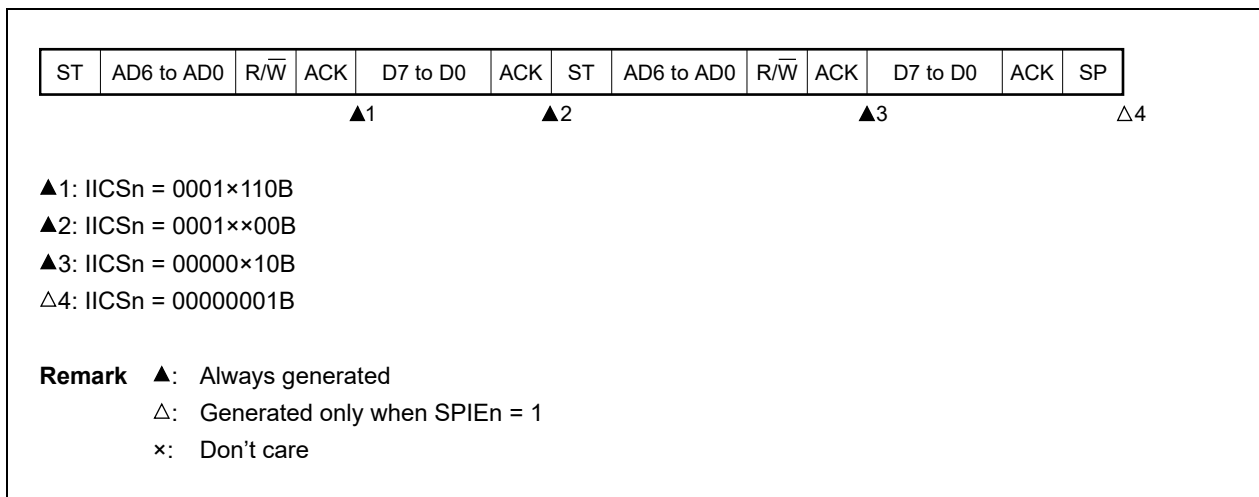 ST AD6 to AD0 R/W̅ ACK D7 to D0 ACK ST AD6 to AD0 R/W̅ ACK D7 to D0 ACK SP
▲1 ▲2 ▲3 △4
▲1: IICSn = 0001×110B
▲2: IICSn = 0001××00B
▲3: IICSn = 00000×10B
△4: IICSn = 00000001B
Remark ▲: Always generated
△: Generated only when SPIEn = 1
×: Don't care